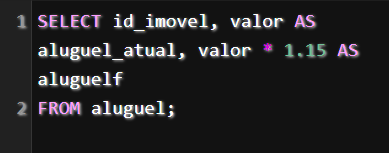 1 SELECT id_imovel, valor AS
aluguel_atual, valor * 1.15 AS
aluguelf
2 FROM aluguel;